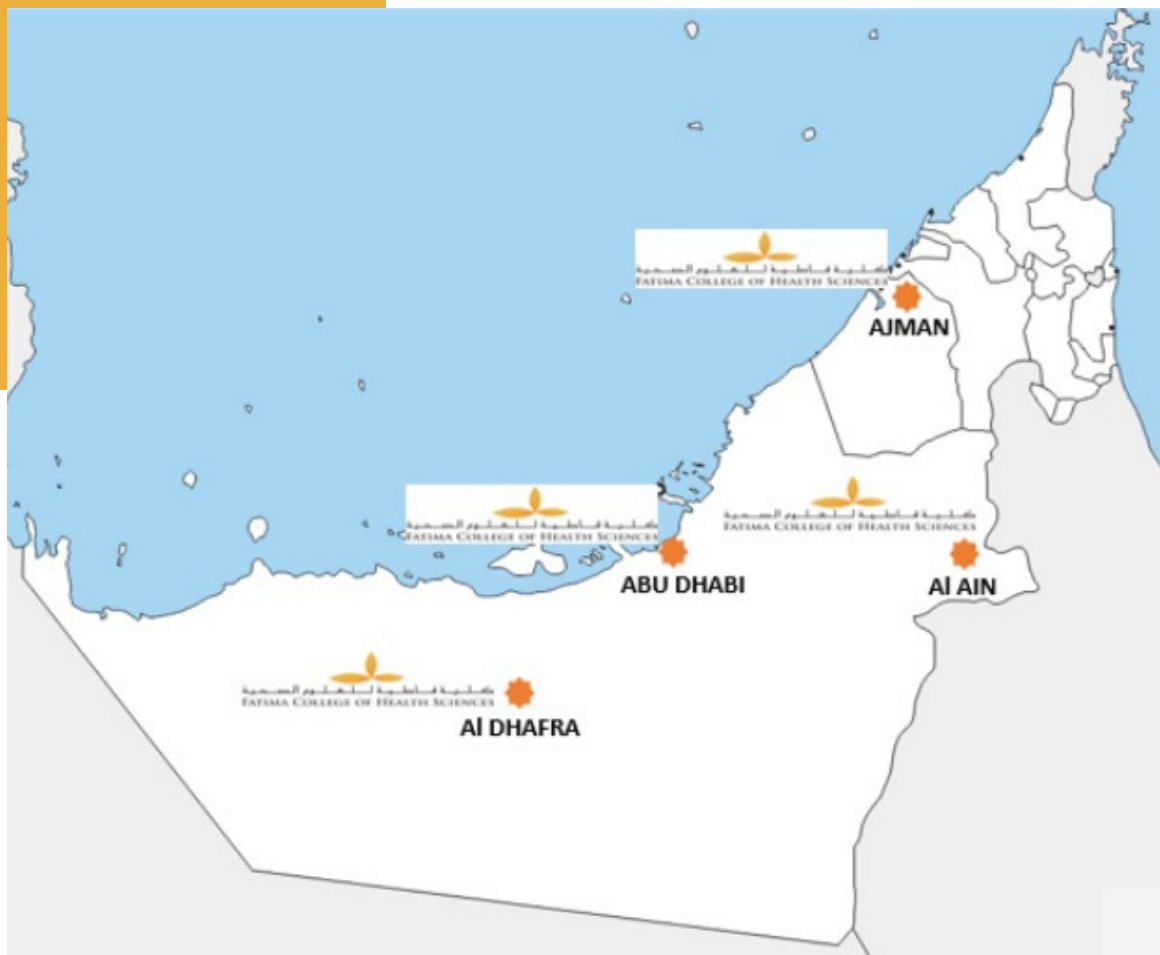 كلية فاطمة للعلوم الصحية
FATIMA COLLEGE OF HEALTH SCIENCES
AJMAN
كلية فاطمة للعلوم الصحية
FATIMA COLLEGE OF HEALTH SCIENCES
ABU DHABI
كلية فاطمة للعلوم الصحية
FATIMA COLLEGE OF HEALTH SCIENCES
Al AIN
كلية فاطمة للعلوم الصحية
FATIMA COLLEGE OF HEALTH SCIENCES
Al DHAFRA